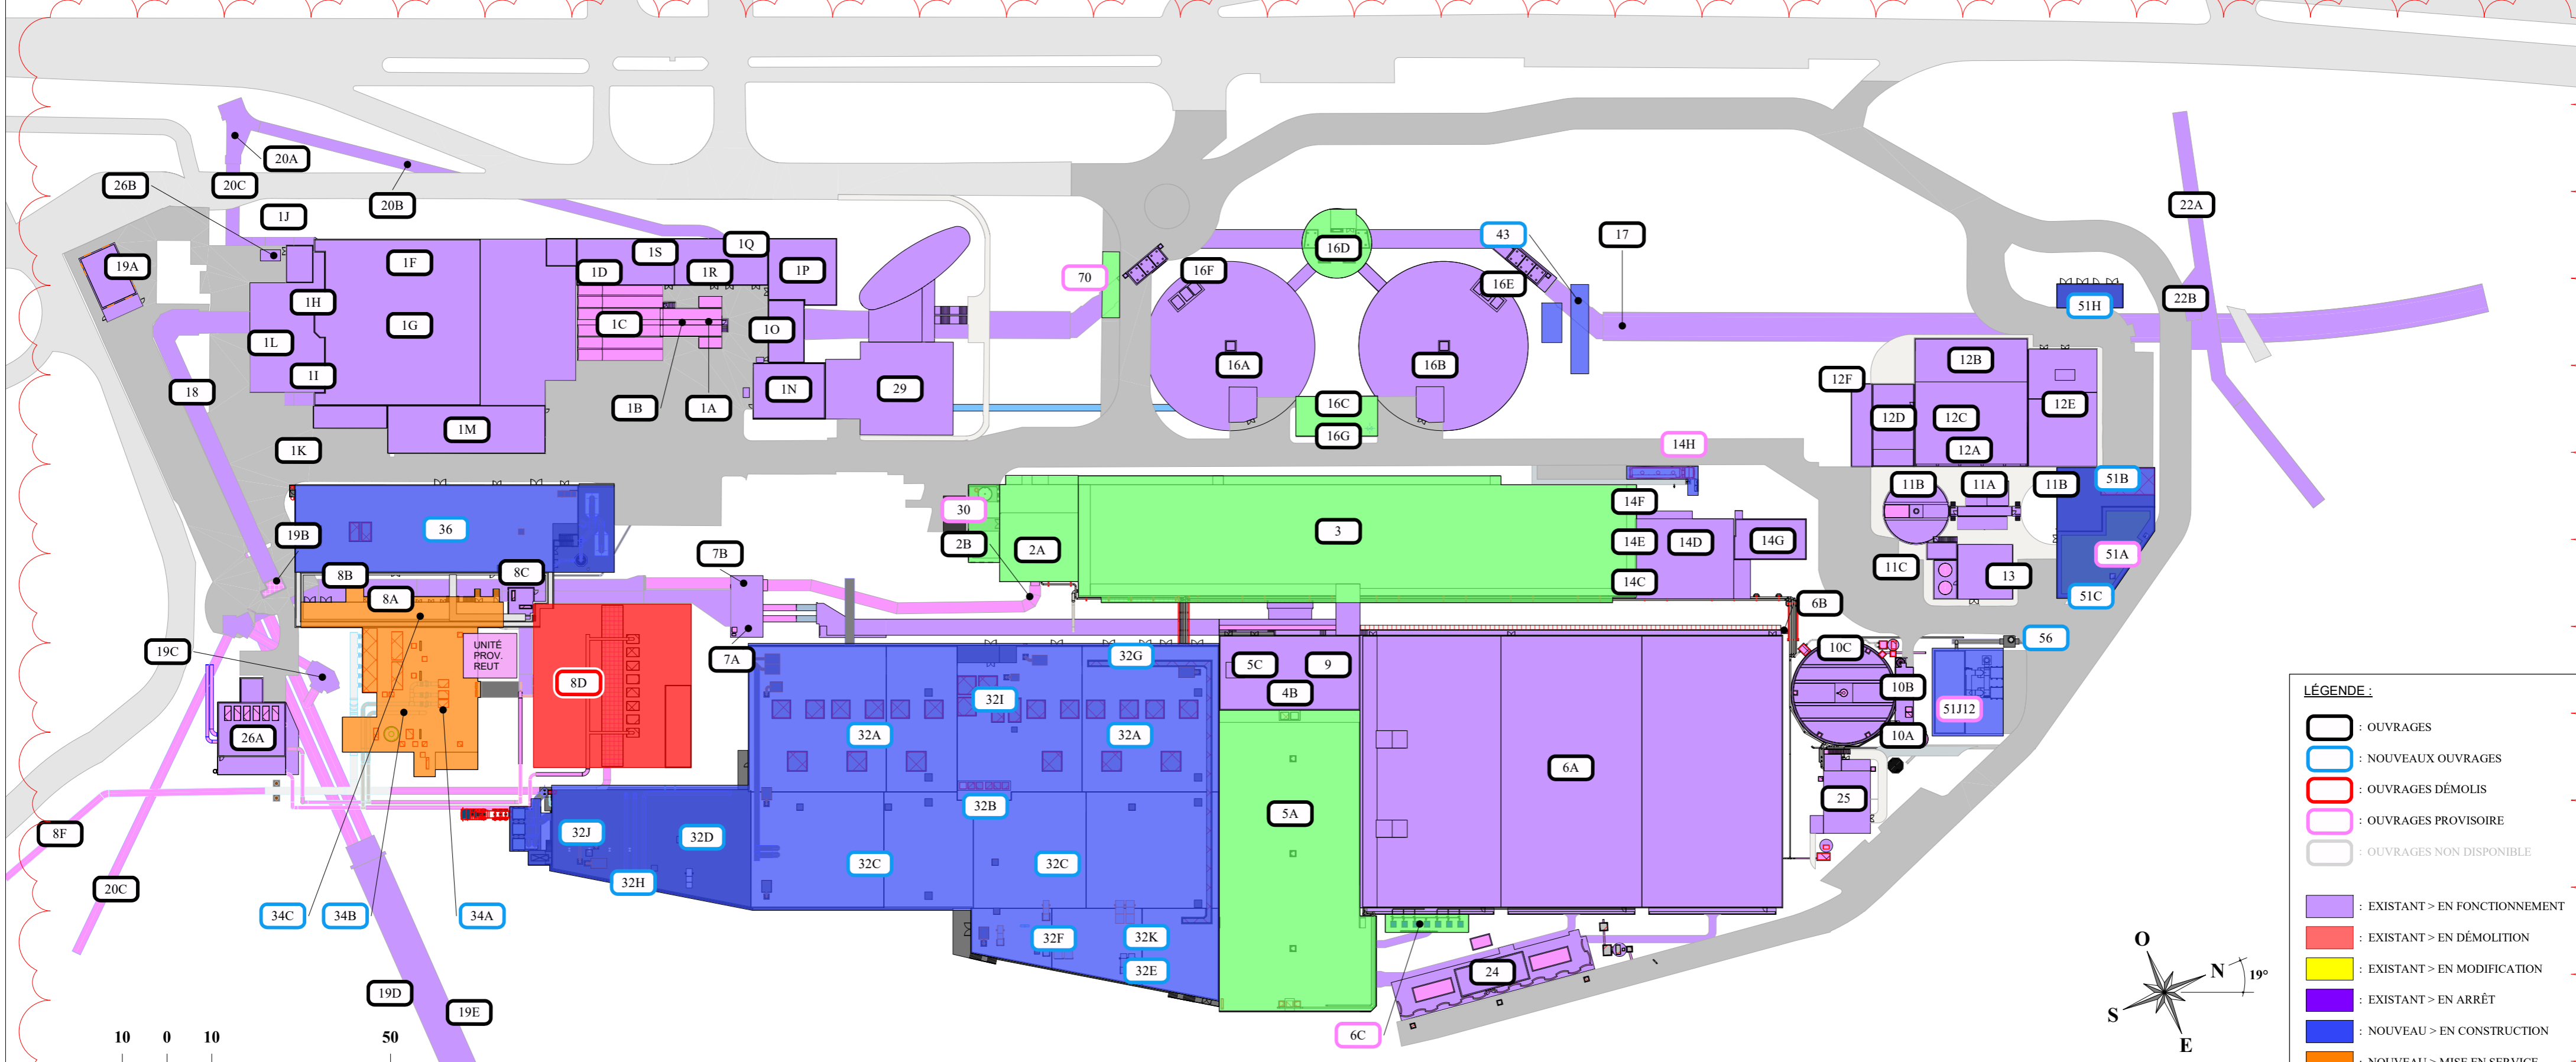 20A
26B
20C
20B
1J
22A
1S
1Q
43
17
16D
19A
1F
1D
1R
1P
70
16F
16E
1H
22B
51H
1G
1C
1O
1L
16A
16B
12B
1I
12F
18
1N
29
12E
1B
1A
16C
12D
12C
1M
16G
14H
12A
1K
51B
11B
11A
11B
14F
30
36
3
19B
2B
2A
14E
14D
14G
7B
51A
8B
8C
11C
13
14C
8A
51C
6B
56
UNITÉ
PROV.
REUT
19C
7A
32G
5C
9
10C
8D
32I
4B
10B
LÉGENDE :
51J12
34C
26A
32A
32A
10A
: OUVRAGES
: NOUVEAUX OUVRAGES
6A
: OUVRAGES DÉMOLIS
25
32B
5A
: OUVRAGES PROVISOIRE
8F
32J
32D
: OUVRAGES NON DISPONIBLE
32C
32C
32H
20C
: EXISTANT > EN FONCTIONNEMENT
34B
34A
32F
32K
: EXISTANT > EN DÉMOLITION
O
32E
24
: EXISTANT > EN MODIFICATION
N
19°
19D
: EXISTANT > EN ARRÊT
19E
S
: NOUVEAU > EN CONSTRUCTION
10 0 10 50
6C
E
: NOUVEAU > MISE EN SERVICE